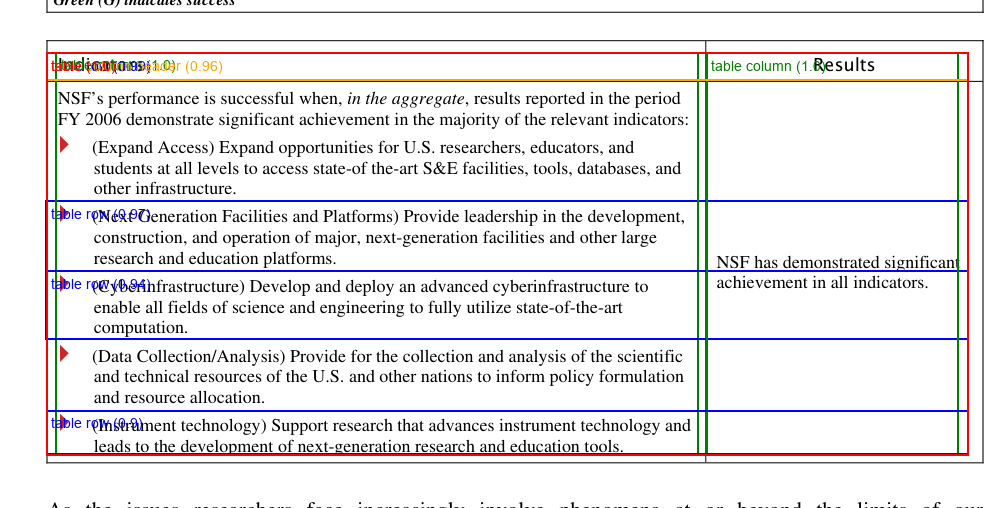 Green (G) indicates success
Indicators
table column header (0.96)
table column (1.0)
Results
NSF's performance is successful when, in the aggregate, results reported in the period
FY 2006 demonstrate significant achievement in the majority of the relevant indicators:
(Expand Access) Expand opportunities for U.S. researchers, educators, and
students at all levels to access state-of the-art S&E facilities, tools, databases, and
other infrastructure.
table row (0.97)
(Next Generation Facilities and Platforms) Provide leadership in the development,
construction, and operation of major, next-generation facilities and other large
research and education platforms.
NSF has demonstrated significant
achievement in all indicators.
table row (0.94)
(Cyberinfrastructure) Develop and deploy an advanced cyberinfrastructure to
enable all fields of science and engineering to fully utilize state-of-the-art
computation.
(Data Collection/Analysis) Provide for the collection and analysis of the scientific
and technical resources of the U.S. and other nations to inform policy formulation
and resource allocation.
table row (0.9)
(Instrument technology) Support research that advances instrument technology and
leads to the development of next-generation research and education tools.
As the issues researchers face increasingly involve phenomena at or beyond the limits of our